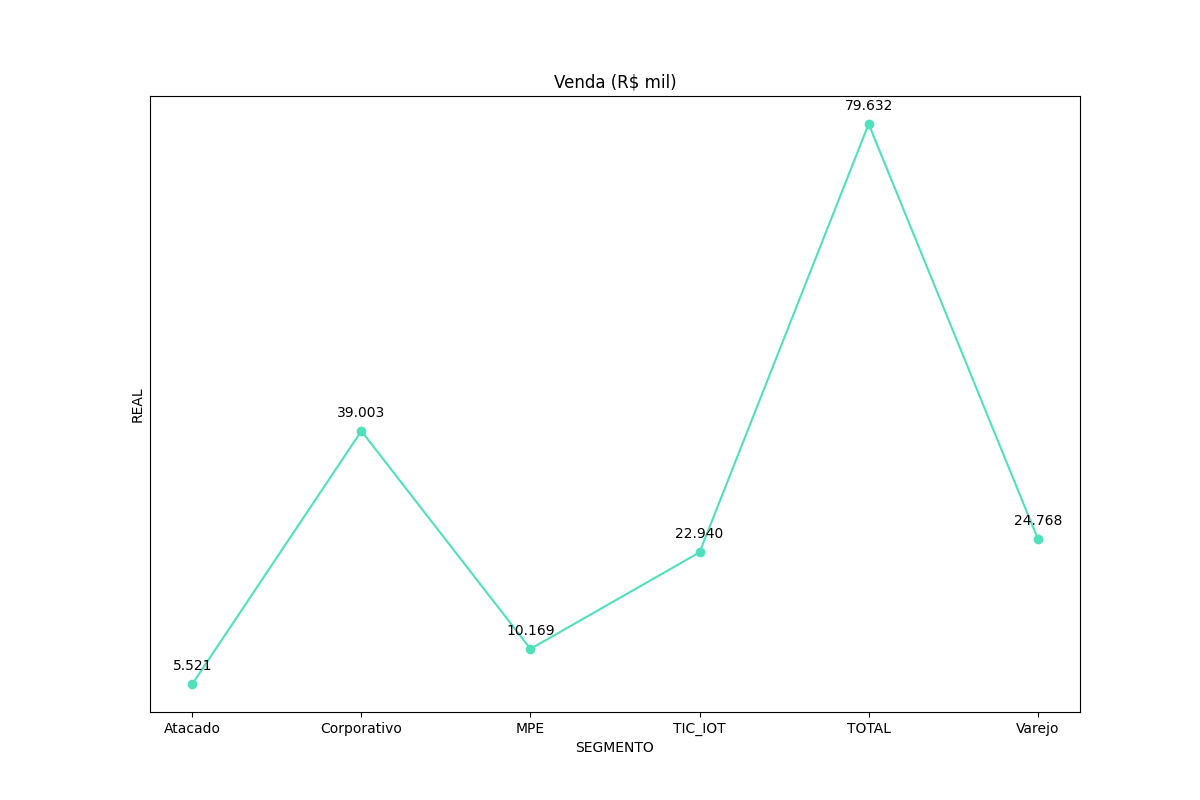 Venda (R$ mil)
79.632
REAL
39.003
24.768
22.940
10.169
5.521
Atacado Corporativo MPE TIC_IOT TOTAL Varejo
SEGMENTO